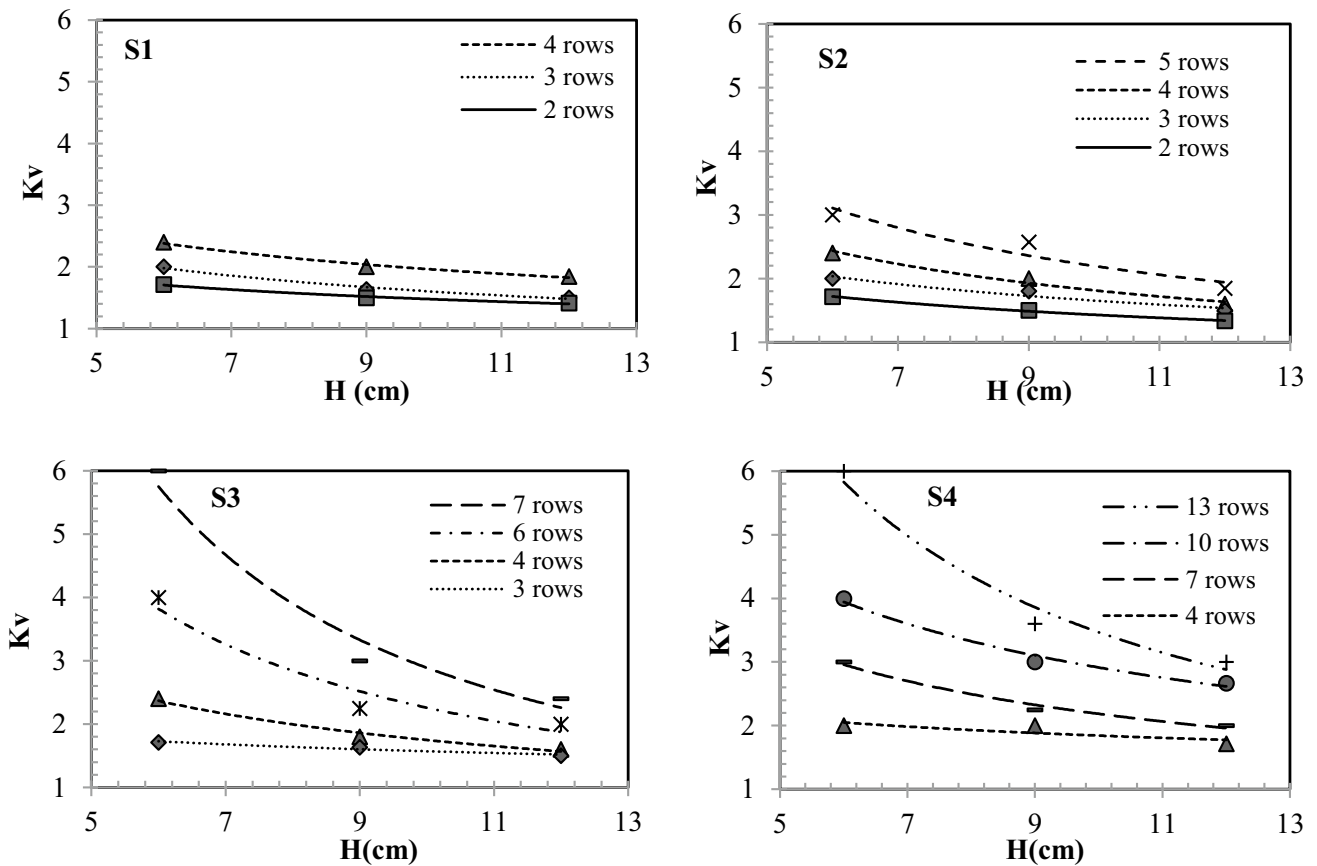 S1
4 rows
3 rows
2 rows
6
5
4
3
2
1
Kv
5 7 9 11 13
H (cm)
S2
5 rows
4 rows
3 rows
2 rows
6
5
4
3
2
1
Kv
5 7 9 11 13
H (cm)
S3
7 rows
6 rows
4 rows
3 rows
6
5
4
3
2
1
Kv
5 7 9 11 13
H(cm)
S4
13 rows
10 rows
7 rows
4 rows
6
5
4
3
2
1
Kv
5 7 9 11 13
H(cm)